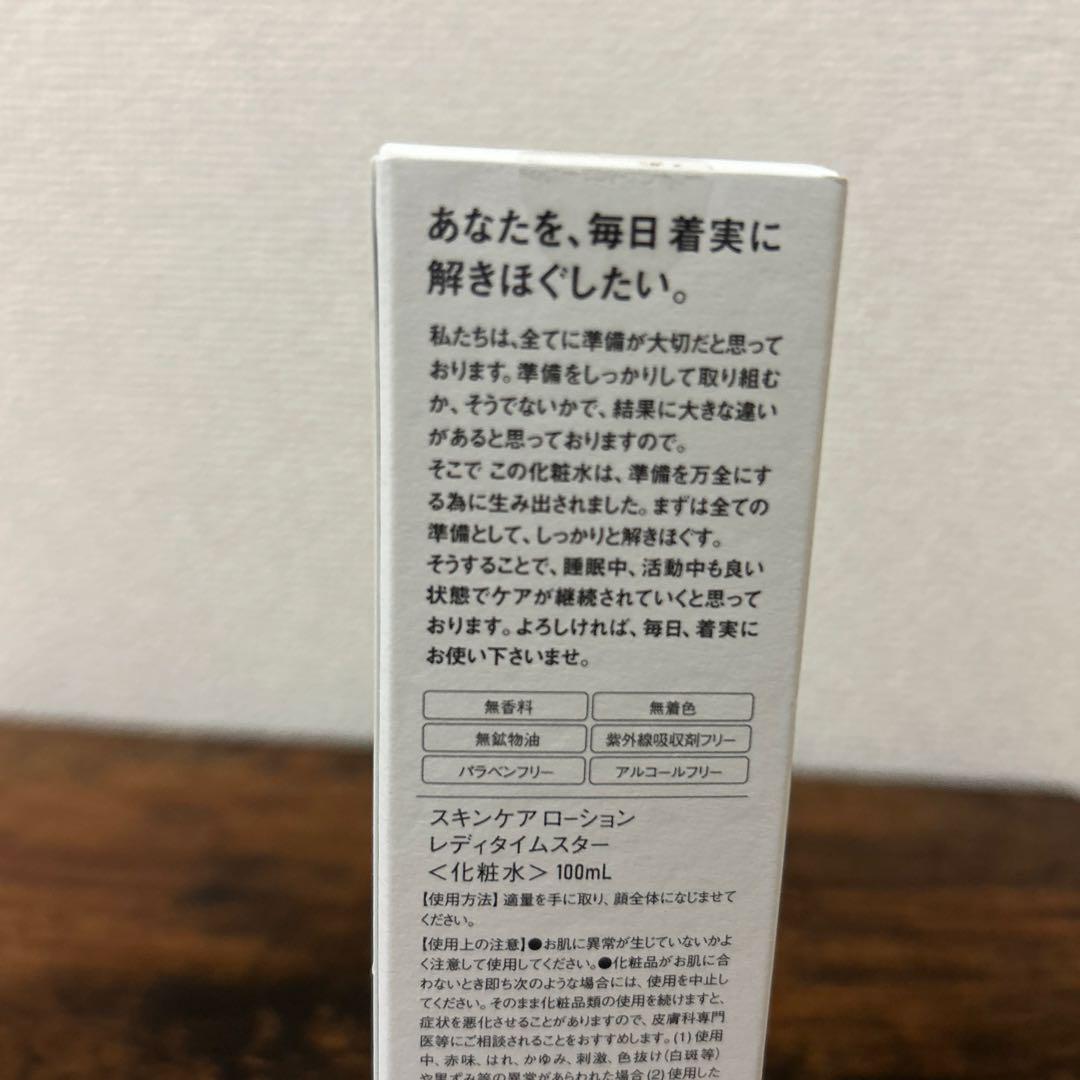 あなたを、毎日 着実に
解きほぐしたい。
私たちは、全てに準備が大切だと思って
おります。準備をしっかりして取り組む
か、そうでないかで、結果に大きな違い
があると思っておりますので。
そこで この化粧水は、準備を万全にす
る為に生み出されました。まずは全ての
準備として、しっかりと解きほぐす。
そうすることで、睡眠中、活動中も良い
状態でケアが継続されていくと思って
おります。よろしければ、毎日、着実に
お使い下さいませ。
無香料 無着色
無鉱物油 紫外線吸収剤フリー
パラベンフリー アルコールフリー
スキンケア ローション
レディタイムスター
＜化粧水＞ 100mL
【使用方法】適量を手に取り、顔全体になじませて
ください。
【使用上の注意】●お肌に異常が生じていないかよ
く注意して使用してください。●化粧品がお肌に合
わないとき即ち次のような場合には、使用を中止し
てください。そのまま化粧品類の使用を続けますと、
症状を悪化させることがありますので、皮膚科専門
医等にご相談されることをおすすめします。(1) 使用
中、赤味、はれ、かゆみ、刺激、色抜け（白斑等）
や黒ずみ等の異常があらわれた場合 (2) 使用した